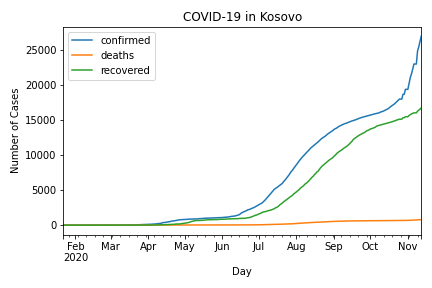 COVID-19 in Kosovo
confirmed
deaths
recovered
Number of Cases
25000
20000
15000
10000
5000
0
Feb Mar Apr May Jun Jul Aug Sep Oct Nov
2020
Day